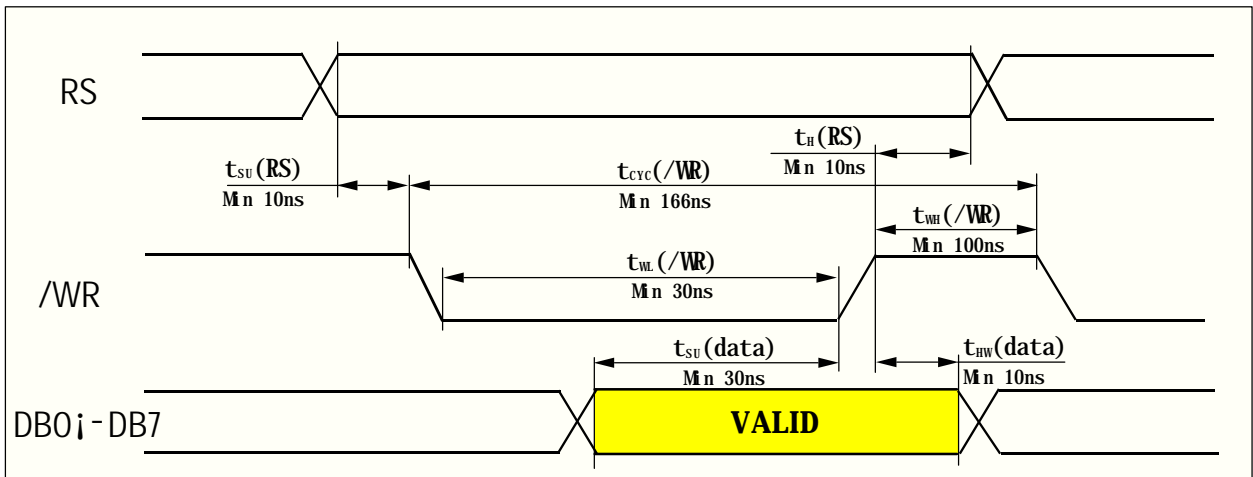 RS
tH(RS)
Min 10ns
tSU(RS)
Min 10ns
tCYC(/WR)
Min 166ns
tWH(/WR)
Min 100ns
/WR
tWL(/WR)
Min 30ns
tSU(data)
Min 30ns
tHW(data)
Min 10ns
DB0¡-DB7
VALID